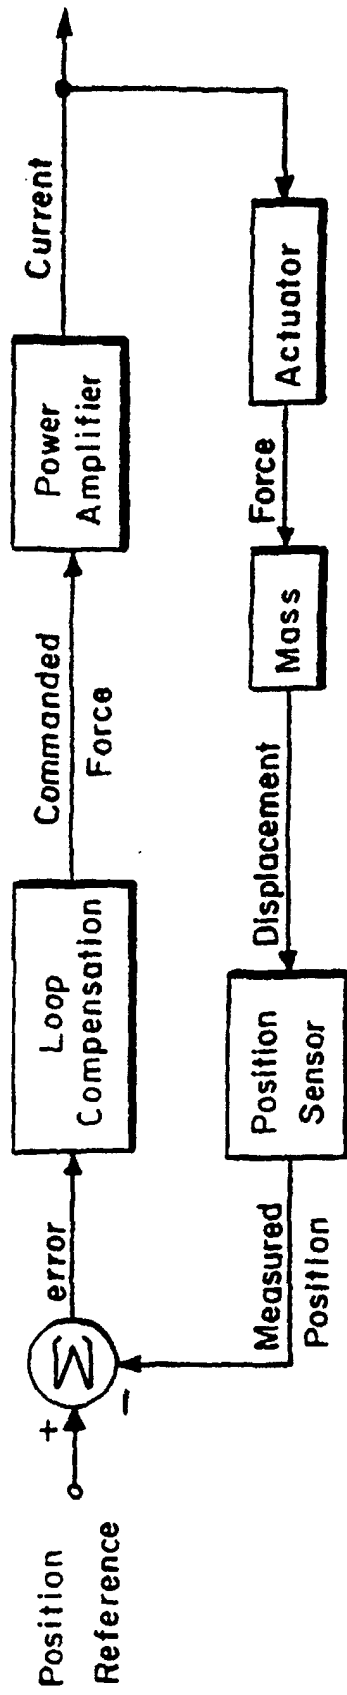 Position
Reference
+
−
Σ
error
Loop
Compensation
Commanded
Force
Power
Amplifier
Current
Actuator
Force
Mass
Displacement
Position
Sensor
Measured
Position